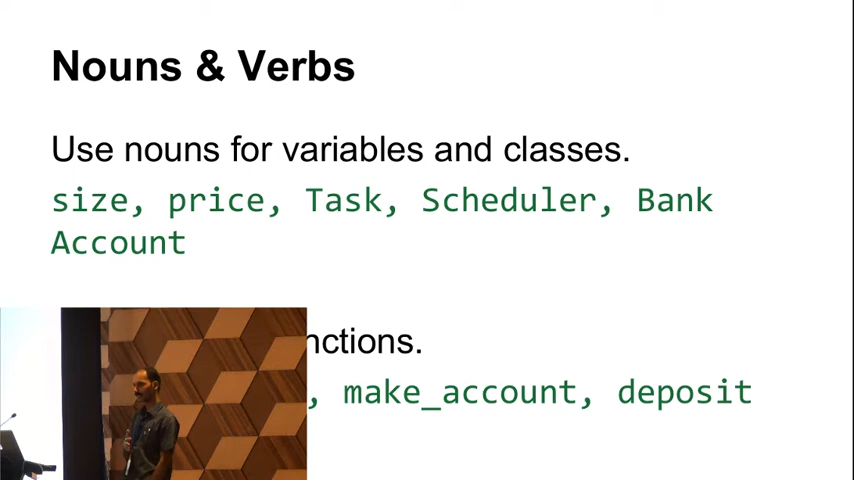 Nouns & Verbs
Use nouns for variables and classes.
size, price, Task, Scheduler, Bank
Account
nctions.
, make_account, deposit